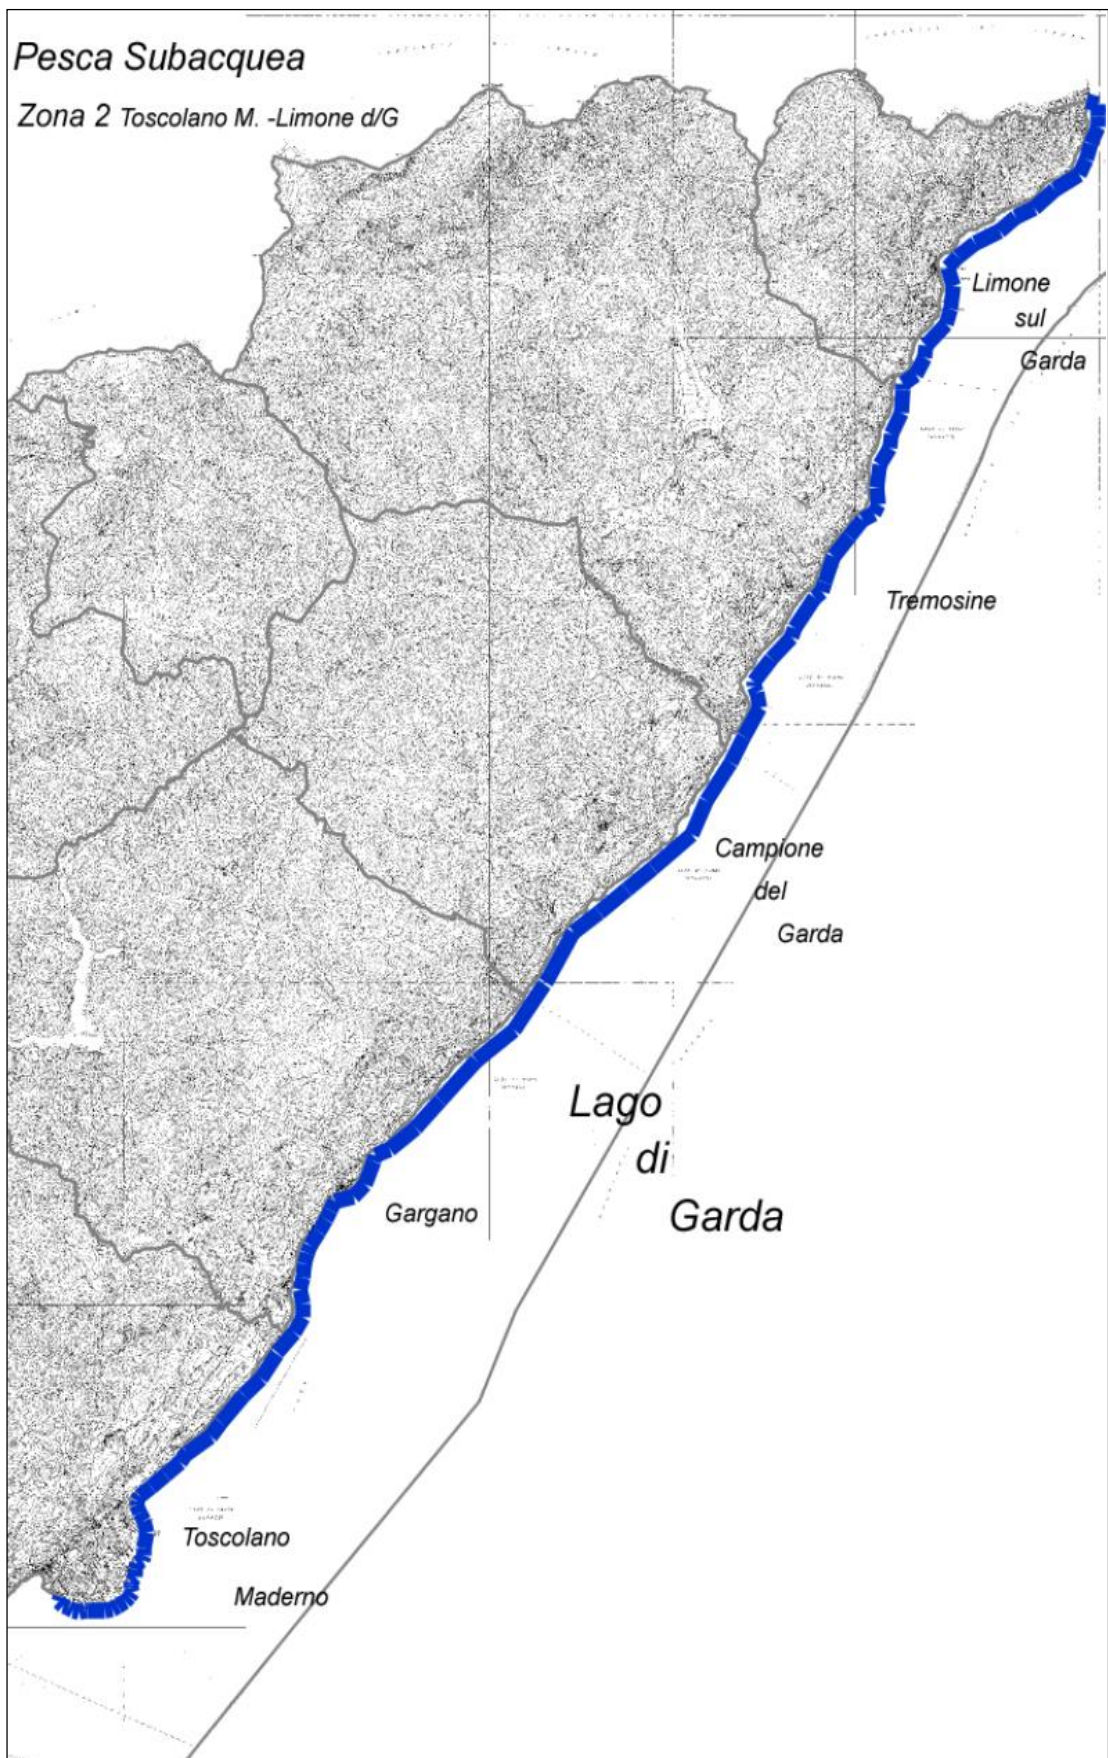 Pesca Subacquea
Zona 2 Toscolano M. -Limone d/G
Limone
sul
Garda
Tremosine
Campione
del
Garda
Lago
di
Garda
Gargano
Toscolano
Maderno